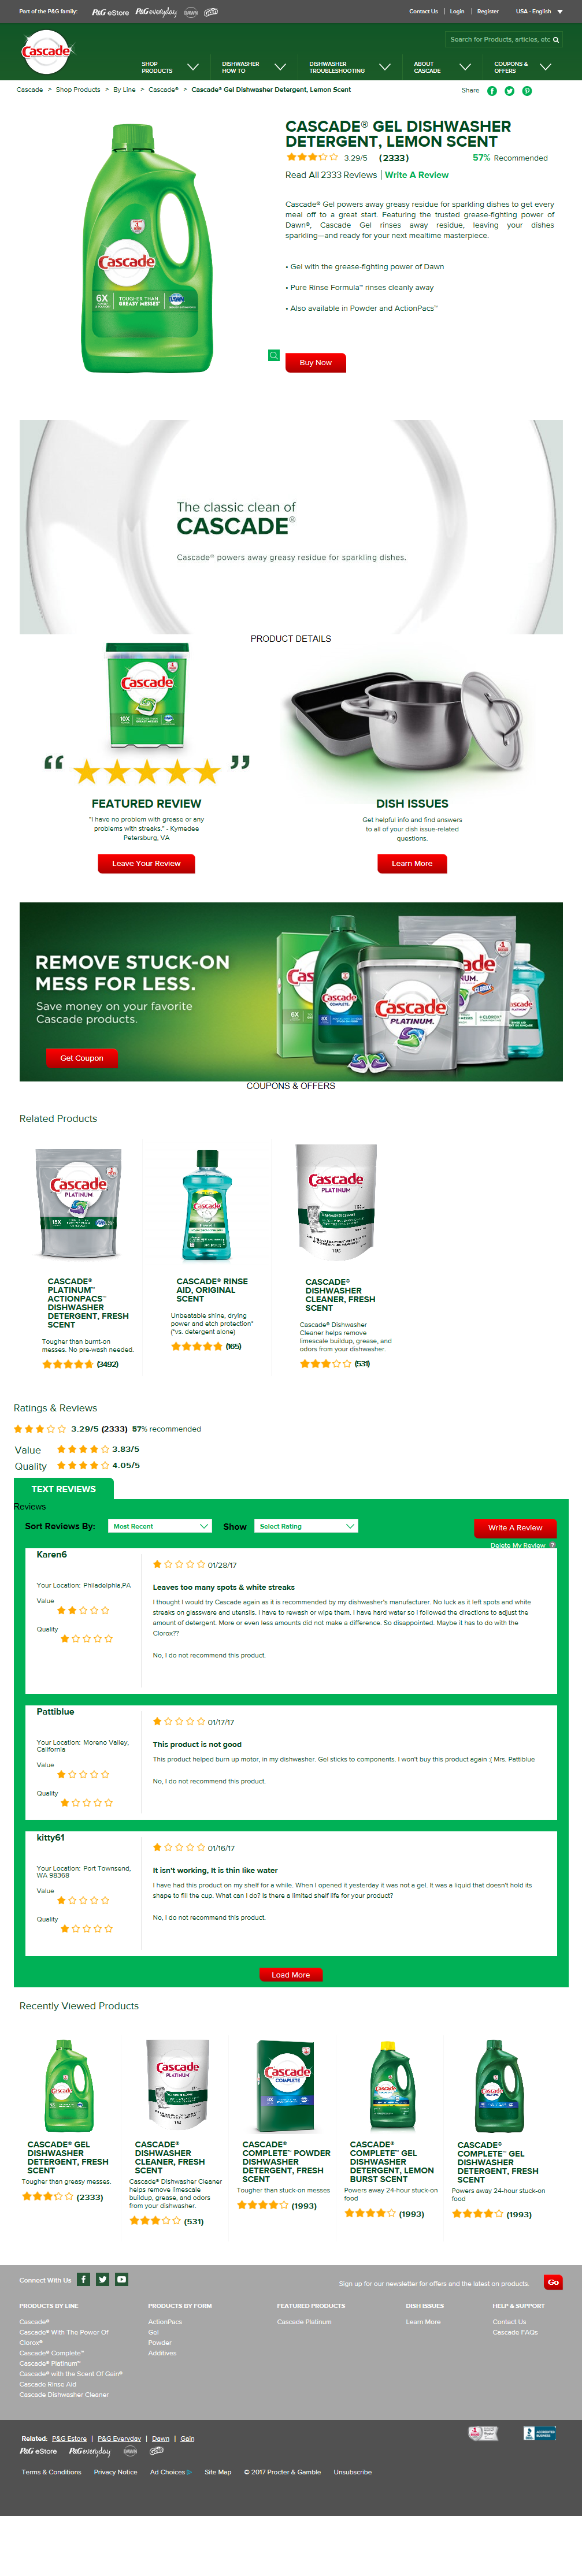 Part of the P&G family: P&G eStore P&G everyday DAWN
Contact Us | Login | Register USA - English
Cascade
Search for Products, articles, etc
SHOP PRODUCTS
DISHWASHER HOW TO
DISHWASHER TROUBLESHOOTING
ABOUT CASCADE
COUPONS & OFFERS
Cascade > Shop Products > By Line > Cascade® > Cascade® Gel Dishwasher Detergent, Lemon Scent
Share
CASCADE® GEL DISHWASHER
DETERGENT, LEMON SCENT
3.29/5 (2333) 57% Recommended
Read All 2333 Reviews | Write A Review
Cascade® Gel powers away greasy residue for sparkling dishes to get every
meal off to a great start. Featuring the trusted grease-fighting power of
Dawn®, Cascade Gel rinses away residue, leaving your dishes
sparkling—and ready for your next mealtime masterpiece.
• Gel with the grease-fighting power of Dawn
• Pure Rinse Formula™ rinses cleanly away
• Also available in Powder and ActionPacs™
Cascade
6X TOUGHER THAN
GREASY MESSES*
Buy Now
The classic clean of
CASCADE®
Cascade® powers away greasy residue for sparkling dishes.
PRODUCT DETAILS
Cascade
10X
“ ”
FEATURED REVIEW
"I have no problem with grease or any
problems with streaks." - Kymedee
Petersburg, VA
Leave Your Review
DISH ISSUES
Get helpful info and find answers
to all of your dish issue-related
questions.
Learn More
REMOVE STUCK-ON
MESS FOR LESS.
Save money on your favorite
Cascade products.
Get Coupon
Cascade
PLATINUM
COUPONS & OFFERS
Related Products
Cascade
PLATINUM
15X
Cascade
Cascade
PLATINUM
CASCADE®
PLATINUM™
ACTIONPACS™
DISHWASHER
DETERGENT, FRESH
SCENT
Tougher than burnt-on
messes. No pre-wash needed.
(3492)
CASCADE® RINSE
AID, ORIGINAL
SCENT
Unbeatable shine, drying
power and etch protection*
(*vs. detergent alone)
(165)
CASCADE®
DISHWASHER
CLEANER, FRESH
SCENT
Cascade® Dishwasher
Cleaner helps remove
limescale buildup, grease, and
odors from your dishwasher.
(531)
Ratings & Reviews
3.29/5 (2333) 57% recommended
Value 3.83/5
Quality 4.05/5
TEXT REVIEWS
Reviews
Sort Reviews By: Most Recent Show Select Rating
Write A Review
Delete My Review ?
Karen6
Your Location: Philadelphia,PA
Value
Quality
01/28/17
Leaves too many spots & white streaks
I thought I would try Cascade again as it is recommended by my dishwasher's manufacturer. No luck as it left spots and white
streaks on glassware and utensils. I have to rewash or wipe them. I have hard water so i followed the directions to adjust the
amount of detergent. More or even less amounts did not make a difference. So disappointed. Maybe it has to do with the
Clorox??
No, I do not recommend this product.
Pattiblue
Your Location: Moreno Valley,
California
Value
Quality
01/17/17
This product is not good
This product helped burn up motor, in my dishwasher. Gel sticks to components. I won't buy this product again :( Mrs. Pattiblue
No, I do not recommend this product.
kitty61
Your Location: Port Townsend,
WA 98368
Value
Quality
01/16/17
It isn't working, It is thin like water
I have had this product on my shelf for a while. When I opened it yesterday it was not a gel. It was a liquid that doesn't hold its
shape to fill the cup. What can I do? Is there a limited shelf life for your product?
No, I do not recommend this product.
Load More
Recently Viewed Products
CASCADE® GEL
DISHWASHER
DETERGENT, FRESH
SCENT
Tougher than greasy messes.
(2333)
CASCADE®
DISHWASHER
CLEANER, FRESH
SCENT
Cascade® Dishwasher Cleaner
helps remove limescale
buildup, grease, and odors
from your dishwasher.
(531)
CASCADE®
COMPLETE™ POWDER
DISHWASHER
DETERGENT, FRESH
SCENT
Tougher than stuck-on messes
(1993)
CASCADE®
COMPLETE™ GEL
DISHWASHER
DETERGENT, LEMON
BURST SCENT
Powers away 24-hour stuck-on
food
(1993)
CASCADE®
COMPLETE™ GEL
DISHWASHER
DETERGENT, FRESH
SCENT
Powers away 24-hour stuck-on
food
(1993)
Connect With Us
Sign up for our newsletter for offers and the latest on products. Go
PRODUCTS BY LINE
Cascade®
Cascade® With The Power Of
Clorox®
Cascade® Complete™
Cascade® Platinum™
Cascade® with the Scent Of Gain®
Cascade Rinse Aid
Cascade Dishwasher Cleaner
PRODUCTS BY FORM
ActionPacs
Gel
Powder
Additives
FEATURED PRODUCTS
Cascade Platinum
DISH ISSUES
Learn More
HELP & SUPPORT
Contact Us
Cascade FAQs
Related: P&G Estore | P&G Everyday | Dawn | Gain
P&G eStore P&G everyday DAWN
ACCREDITED BUSINESS
Terms & Conditions Privacy Notice Ad Choices Site Map © 2017 Procter & Gamble Unsubscribe